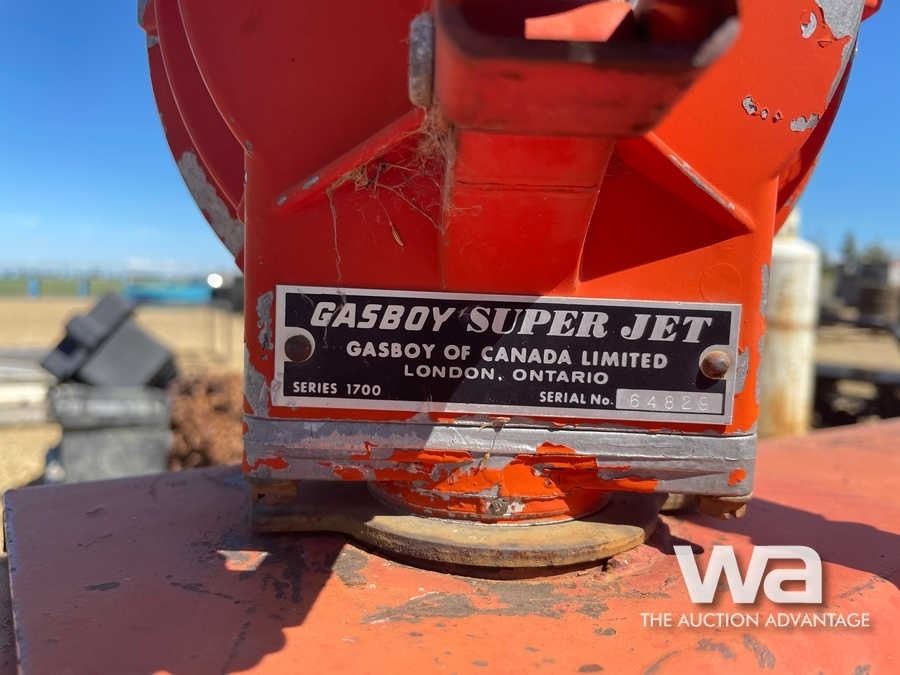 GASBOY SUPER JET
GASBOY OF CANADA LIMITED
LONDON, ONTARIO
SERIES 1700 SERIAL No. 64829
wa
THE AUCTION ADVANTAGE